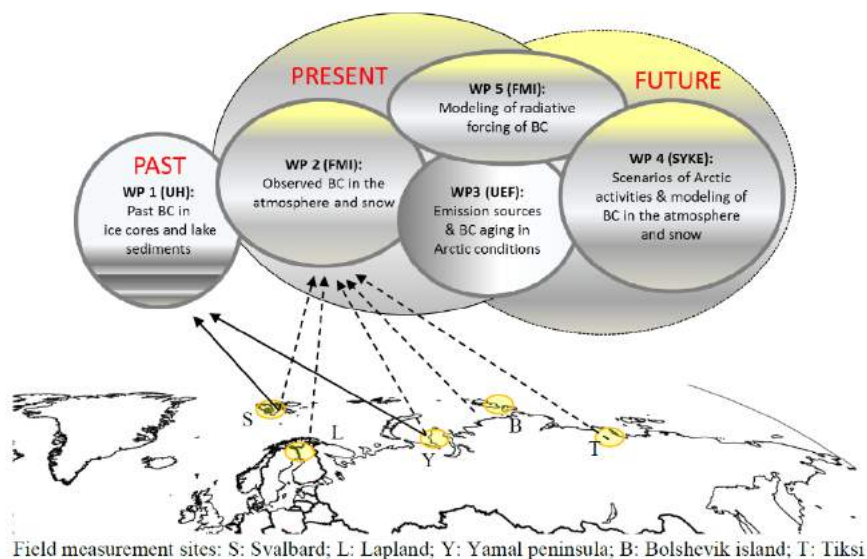 PRESENT
FUTURE
PAST
WP 5 (FMI):
Modeling of radiative
forcing of BC
WP 2 (FMI):
Observed BC in the
atmosphere and snow
WP 4 (SYKE):
Scenarios of Arctic
activities & modeling of
BC in the atmosphere
and snow
WP 1 (UH):
Past BC in
ice cores and lake
sediments
WP3 (UEF):
Emission sources
& BC aging in
Arctic conditions
S
L
Y
B
T
Field measurement sites: S: Svalbard; L: Lapland; Y: Yamal peninsula; B: Bolshevik island; T: Tiksi